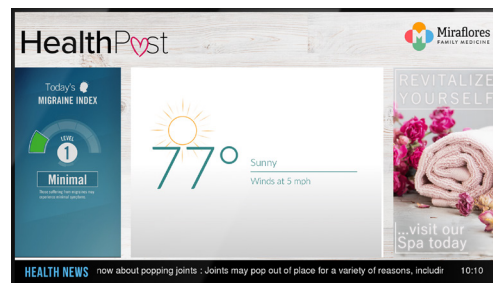 HealthPost
Miraflores
FAMILY MEDICINE
Today's
MIGRAINE INDEX
LEVEL
1
Minimal
77°
Sunny
Winds at 5 mph
REVITALIZE
YOURSELF
...visit our
Spa today
HEALTH NEWS
now about popping joints : Joints may pop out of place for a variety of reasons, includir
10:10